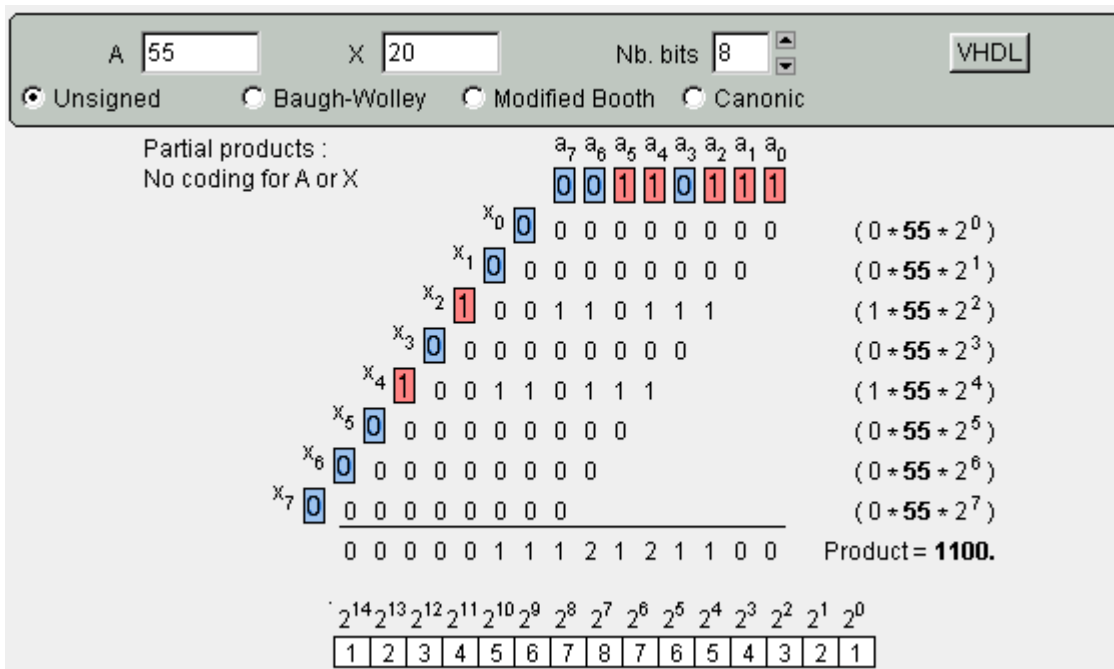 A 55 X 20 Nb. bits 8 VHDL
Unsigned Baugh-Wolley Modified Booth Canonic
Partial products : a7 a6 a5 a4 a3 a2 a1 a0
No coding for A or X 0 0 1 1 0 1 1 1
x0 0 0 0 0 0 0 0 0 0 (0*55*2^0)
x1 0 0 0 0 0 0 0 0 0 (0*55*2^1)
x2 1 0 0 1 1 0 1 1 1 (1*55*2^2)
x3 0 0 0 0 0 0 0 0 0 (0*55*2^3)
x4 1 0 0 1 1 0 1 1 1 (1*55*2^4)
x5 0 0 0 0 0 0 0 0 0 (0*55*2^5)
x6 0 0 0 0 0 0 0 0 0 (0*55*2^6)
x7 0 0 0 0 0 0 0 0 0 (0*55*2^7)
0 0 0 0 0 1 1 1 2 1 2 1 1 0 0 Product = 1100.
2^14 2^13 2^12 2^11 2^10 2^9 2^8 2^7 2^6 2^5 2^4 2^3 2^2 2^1 2^0
1 2 3 4 5 6 7 8 7 6 5 4 3 2 1